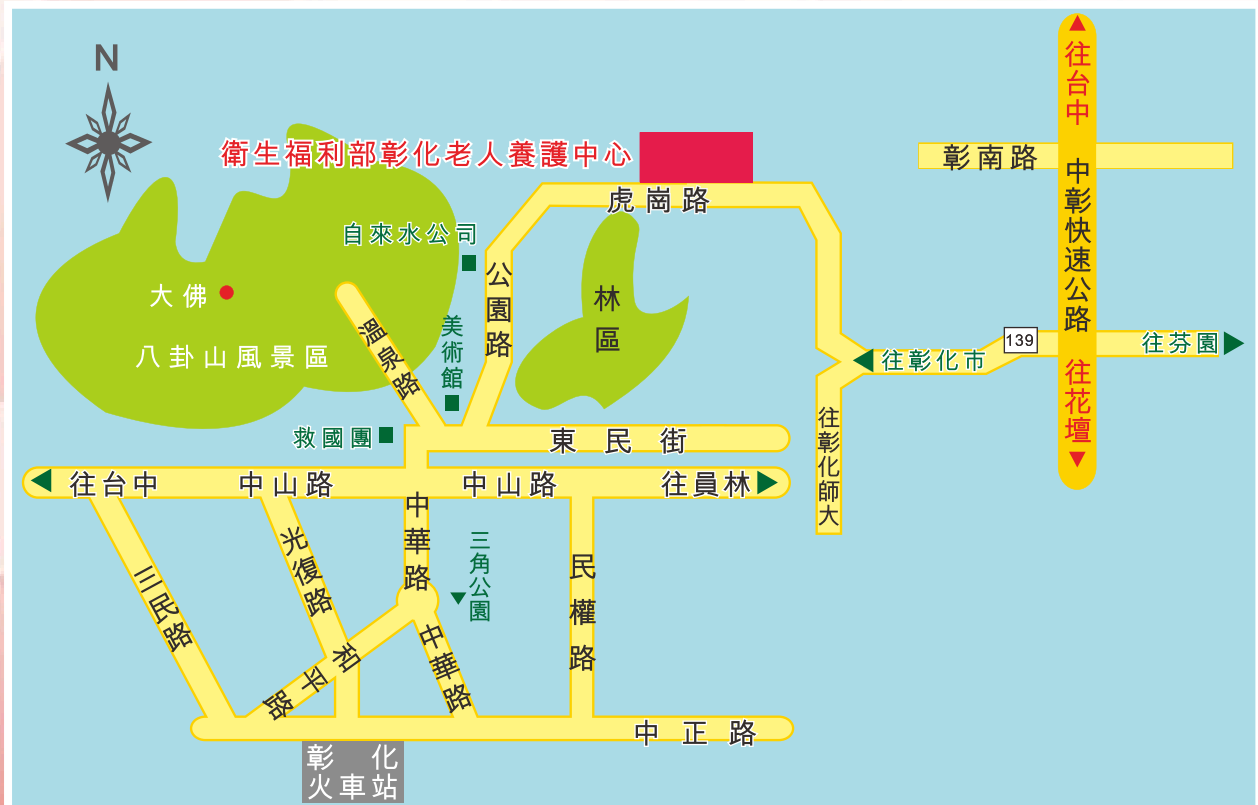 N
衛生福利部彰化老人養護中心
虎崗路
彰南路
往台中
中彰快速公路
往花壇
自來水公司
公園路
林區
大佛
八卦山風景區
溫泉路
美術館
139
往芬園
往彰化市
往彰化師大
救國團
東民街
往台中
中山路
中山路
往員林
中華路
三角公園
光復路
三民路
民權路
和平路
中華路
中正路
彰化
火車站